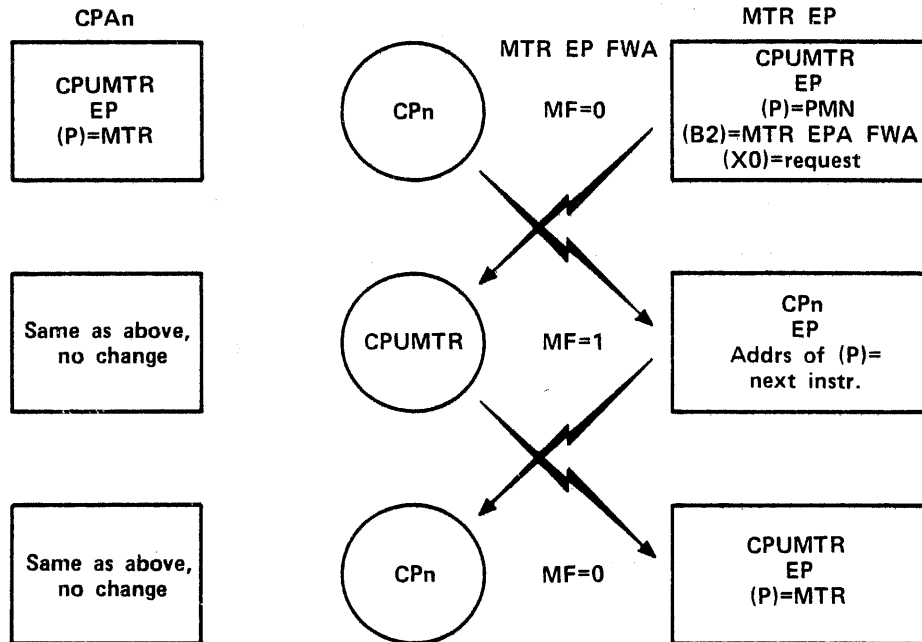 CPAn
MTR EP
MTR EP FWA
CPUMTR
EP
(P)=MTR
CPn
MF=0
CPUMTR
EP
(P)=PMN
(B2)=MTR EPA FWA
(X0)=request
Same as above,
no change
CPUMTR
MF=1
CPn
EP
Addrs of (P)=
next instr.
Same as above,
no change
CPn
MF=0
CPUMTR
EP
(P)=MTR